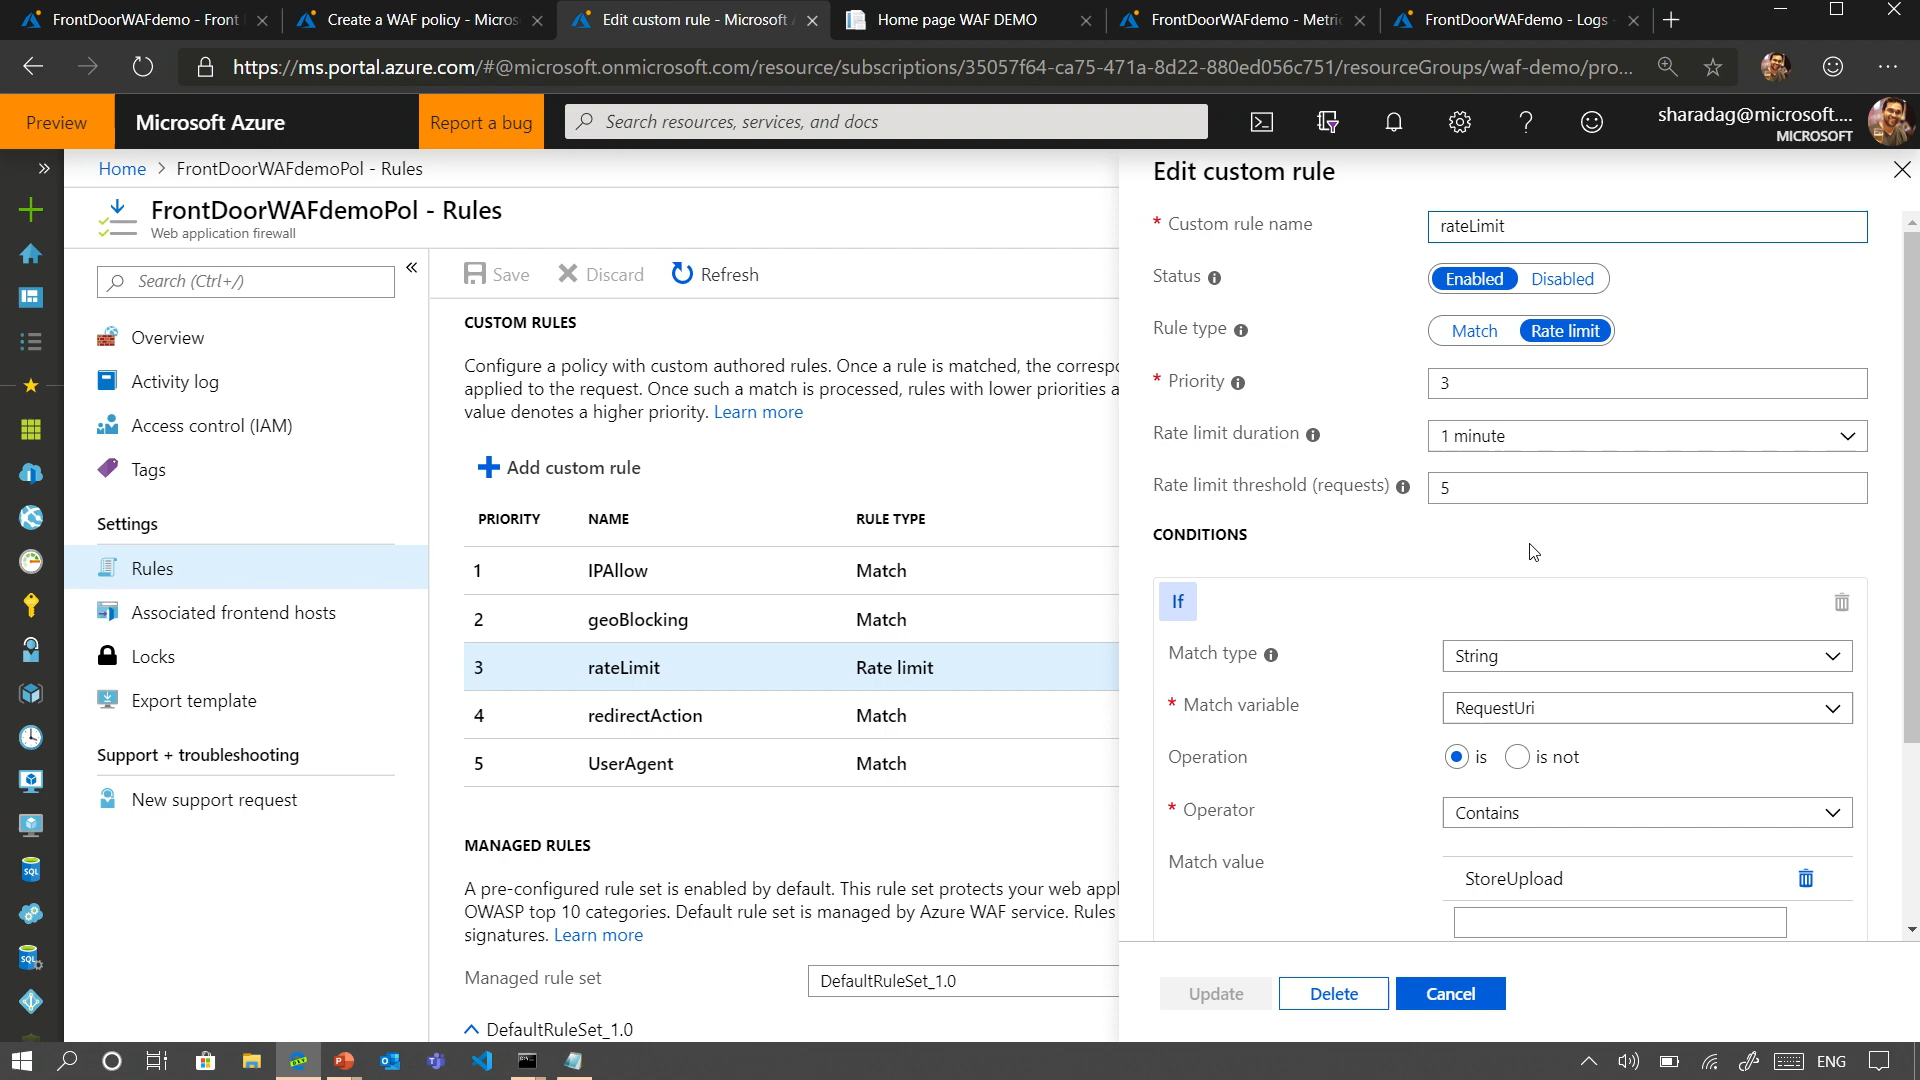 FrontDoorWAFdemo - Front
Create a WAF policy - Micros
Edit custom rule - Microsoft A
Home page WAF DEMO
FrontDoorWAFdemo - Metric
FrontDoorWAFdemo - Logs
https://ms.portal.azure.com/#@microsoft.onmicrosoft.com/resource/subscriptions/35057f64-ca75-471a-8d22-880ed056c751/resourceGroups/waf-demo/pro...
Preview
Microsoft Azure
Report a bug
Search resources, services, and docs
sharadag@microsoft....
MICROSOFT
Home > FrontDoorWAFdemoPol - Rules
FrontDoorWAFdemoPol - Rules
Web application firewall
Search (Ctrl+/)
Overview
Activity log
Access control (IAM)
Tags
Settings
Rules
Associated frontend hosts
Locks
Export template
Support + troubleshooting
New support request
Save
Discard
Refresh
CUSTOM RULES
Configure a policy with custom authored rules. Once a rule is matched, the correspo
applied to the request. Once such a match is processed, rules with lower priorities a
value denotes a higher priority. Learn more
Add custom rule
PRIORITY NAME RULE TYPE
1 IPAllow Match
2 geoBlocking Match
3 rateLimit Rate limit
4 redirectAction Match
5 UserAgent Match
MANAGED RULES
A pre-configured rule set is enabled by default. This rule set protects your web appl
OWASP top 10 categories. Default rule set is managed by Azure WAF service. Rules
signatures. Learn more
Managed rule set DefaultRuleSet_1.0
DefaultRuleSet_1.0
Edit custom rule
* Custom rule name rateLimit
Status Enabled Disabled
Rule type Match Rate limit
* Priority 3
Rate limit duration 1 minute
Rate limit threshold (requests) 5
CONDITIONS
If
Match type String
* Match variable RequestUri
Operation is is not
* Operator Contains
Match value
StoreUpload
Update
Delete
Cancel
SQL
SQL
ENG